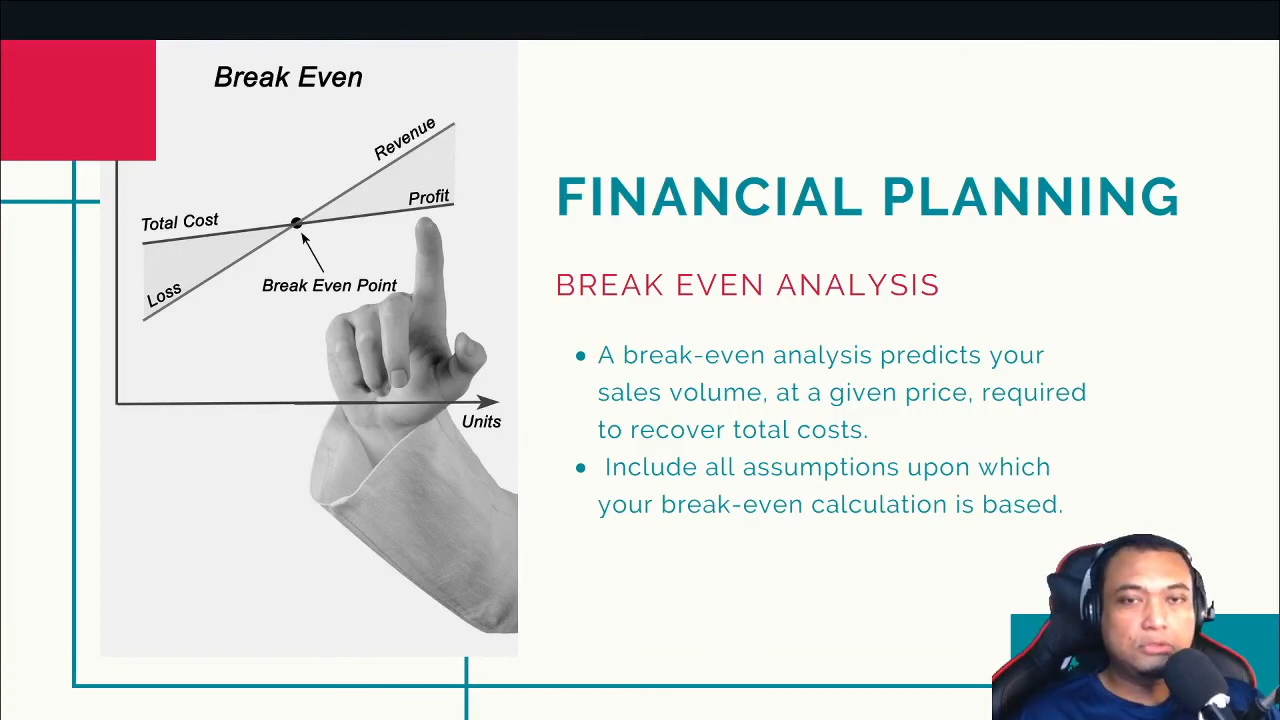 Break Even
Revenue
Profit
Total Cost
Loss
Break Even Point
Units
FINANCIAL PLANNING
BREAK EVEN ANALYSIS
• A break-even analysis predicts your
sales volume, at a given price, required
to recover total costs.
• Include all assumptions upon which
your break-even calculation is based.